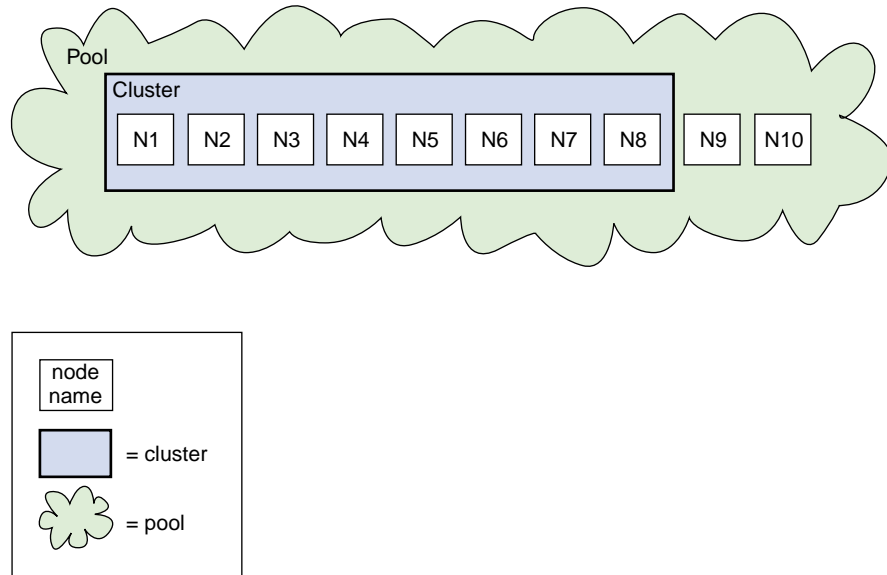 Pool
Cluster
N1 N2 N3 N4 N5 N6 N7 N8 N9 N10
node
name
= cluster
= pool